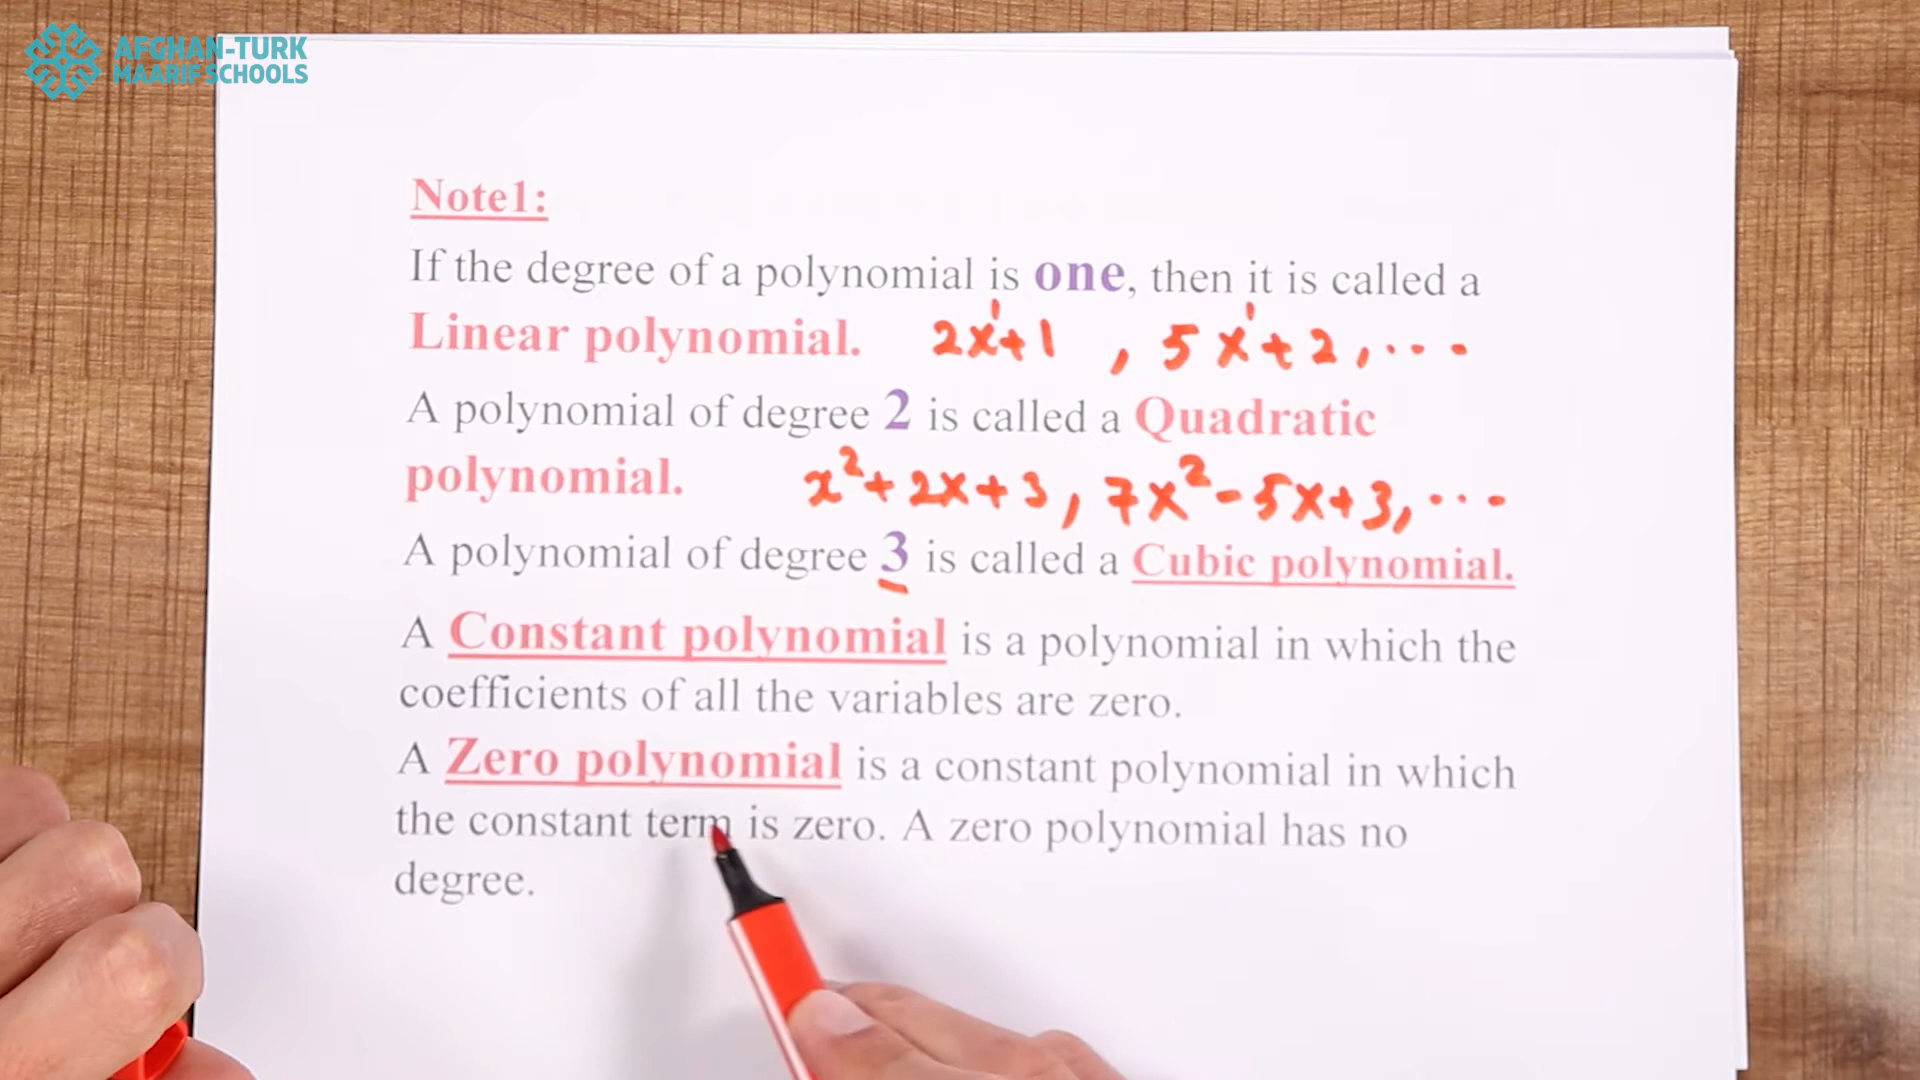 AFGHAN-TURK
MAARIF SCHOOLS
Note1:
If the degree of a polynomial is one, then it is called a
Linear polynomial. 2x¹+1 , 5x¹+2, ...
A polynomial of degree 2 is called a Quadratic
polynomial. x²+2x+3, 7x²-5x+3, ...
A polynomial of degree 3 is called a Cubic polynomial.
A Constant polynomial is a polynomial in which the
coefficients of all the variables are zero.
A Zero polynomial is a constant polynomial in which
the constant term is zero. A zero polynomial has no
degree.